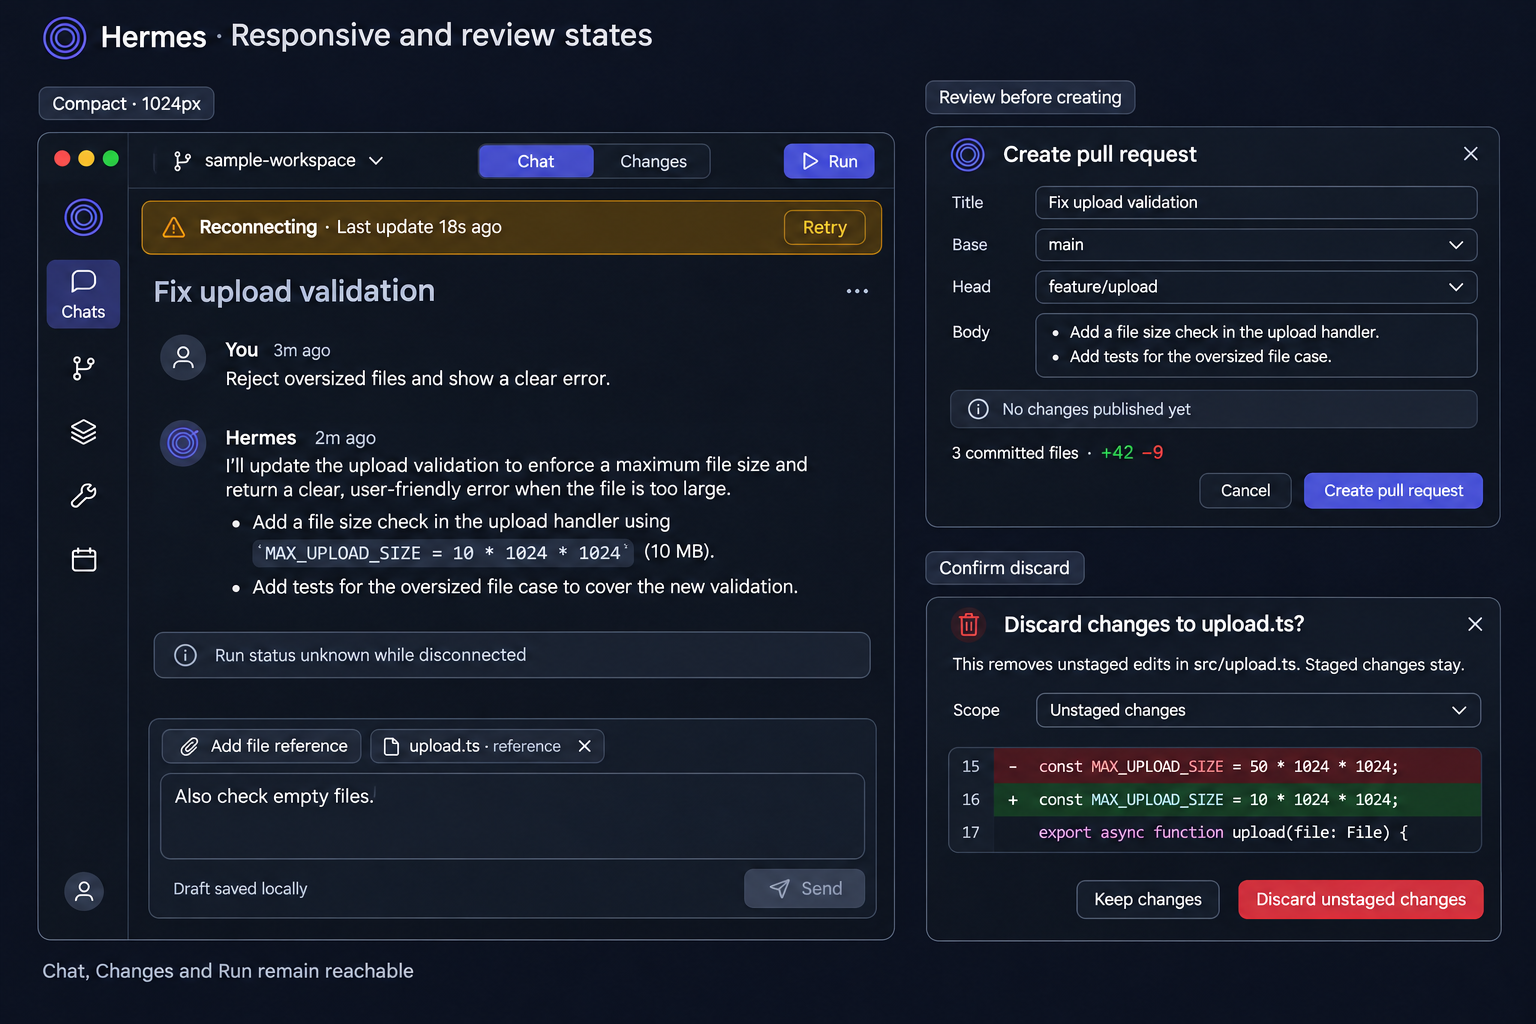 Hermes · Responsive and review states
Compact · 1024px
sample-workspace
Chat
Changes
Run
Reconnecting · Last update 18s ago
Retry
Chats
Fix upload validation
You 3m ago
Reject oversized files and show a clear error.
Hermes 2m ago
I'll update the upload validation to enforce a maximum file size and
return a clear, user-friendly error when the file is too large.
• Add a file size check in the upload handler using
`MAX_UPLOAD_SIZE = 10 * 1024 * 1024` (10 MB).
• Add tests for the oversized file case to cover the new validation.
Run status unknown while disconnected
Add file reference
upload.ts · reference
Also check empty files.
Draft saved locally
Send
Chat, Changes and Run remain reachable
Review before creating
Create pull request
Title
Fix upload validation
Base
main
Head
feature/upload
Body
• Add a file size check in the upload handler.
• Add tests for the oversized file case.
No changes published yet
3 committed files · +42 −9
Cancel
Create pull request
Confirm discard
Discard changes to upload.ts?
This removes unstaged edits in src/upload.ts. Staged changes stay.
Scope
Unstaged changes
15 - const MAX_UPLOAD_SIZE = 50 * 1024 * 1024;
16 + const MAX_UPLOAD_SIZE = 10 * 1024 * 1024;
17 export async function upload(file: File) {
Keep changes
Discard unstaged changes